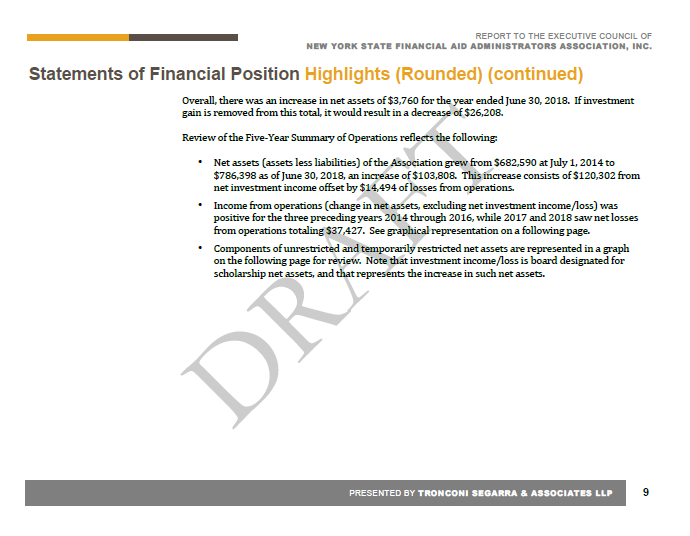 REPORT TO THE EXECUTIVE COUNCIL OF
NEW YORK STATE FINANCIAL AID ADMINISTRATORS ASSOCIATION, INC.
Statements of Financial Position Highlights (Rounded) (continued)
Overall, there was an increase in net assets of $3,760 for the year ended June 30, 2018. If investment
gain is removed from this total, it would result in a decrease of $26,208.
Review of the Five-Year Summary of Operations reflects the following:
• Net assets (assets less liabilities) of the Association grew from $682,590 at July 1, 2014 to
$786,398 as of June 30, 2018, an increase of $103,808. This increase consists of $120,302 from
net investment income offset by $14,494 of losses from operations.
• Income from operations (change in net assets, excluding net investment income/loss) was
positive for the three preceding years 2014 through 2016, while 2017 and 2018 saw net losses
from operations totaling $37,427. See graphical representation on a following page.
• Components of unrestricted and temporarily restricted net assets are represented in a graph
on the following page for review. Note that investment income/loss is board designated for
scholarship net assets, and that represents the increase in such net assets.
DRAFT
PRESENTED BY TRONCONI SEGARRA & ASSOCIATES LLP
9